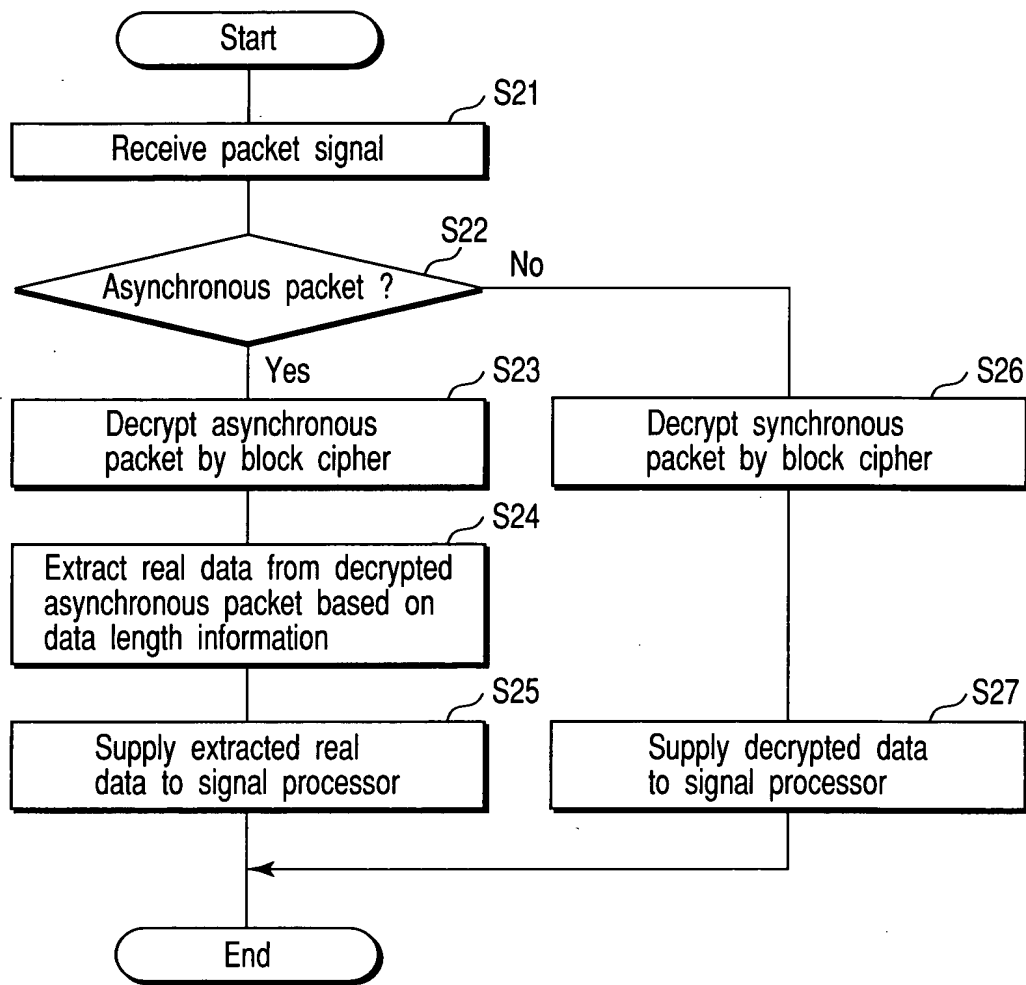 Start
S21
Receive packet signal
S22
Asynchronous packet ?
No
Yes
S23
Decrypt asynchronous
packet by block cipher
S26
Decrypt synchronous
packet by block cipher
S24
Extract real data from decrypted
asynchronous packet based on
data length information
S25
Supply extracted real
data to signal processor
S27
Supply decrypted data
to signal processor
End